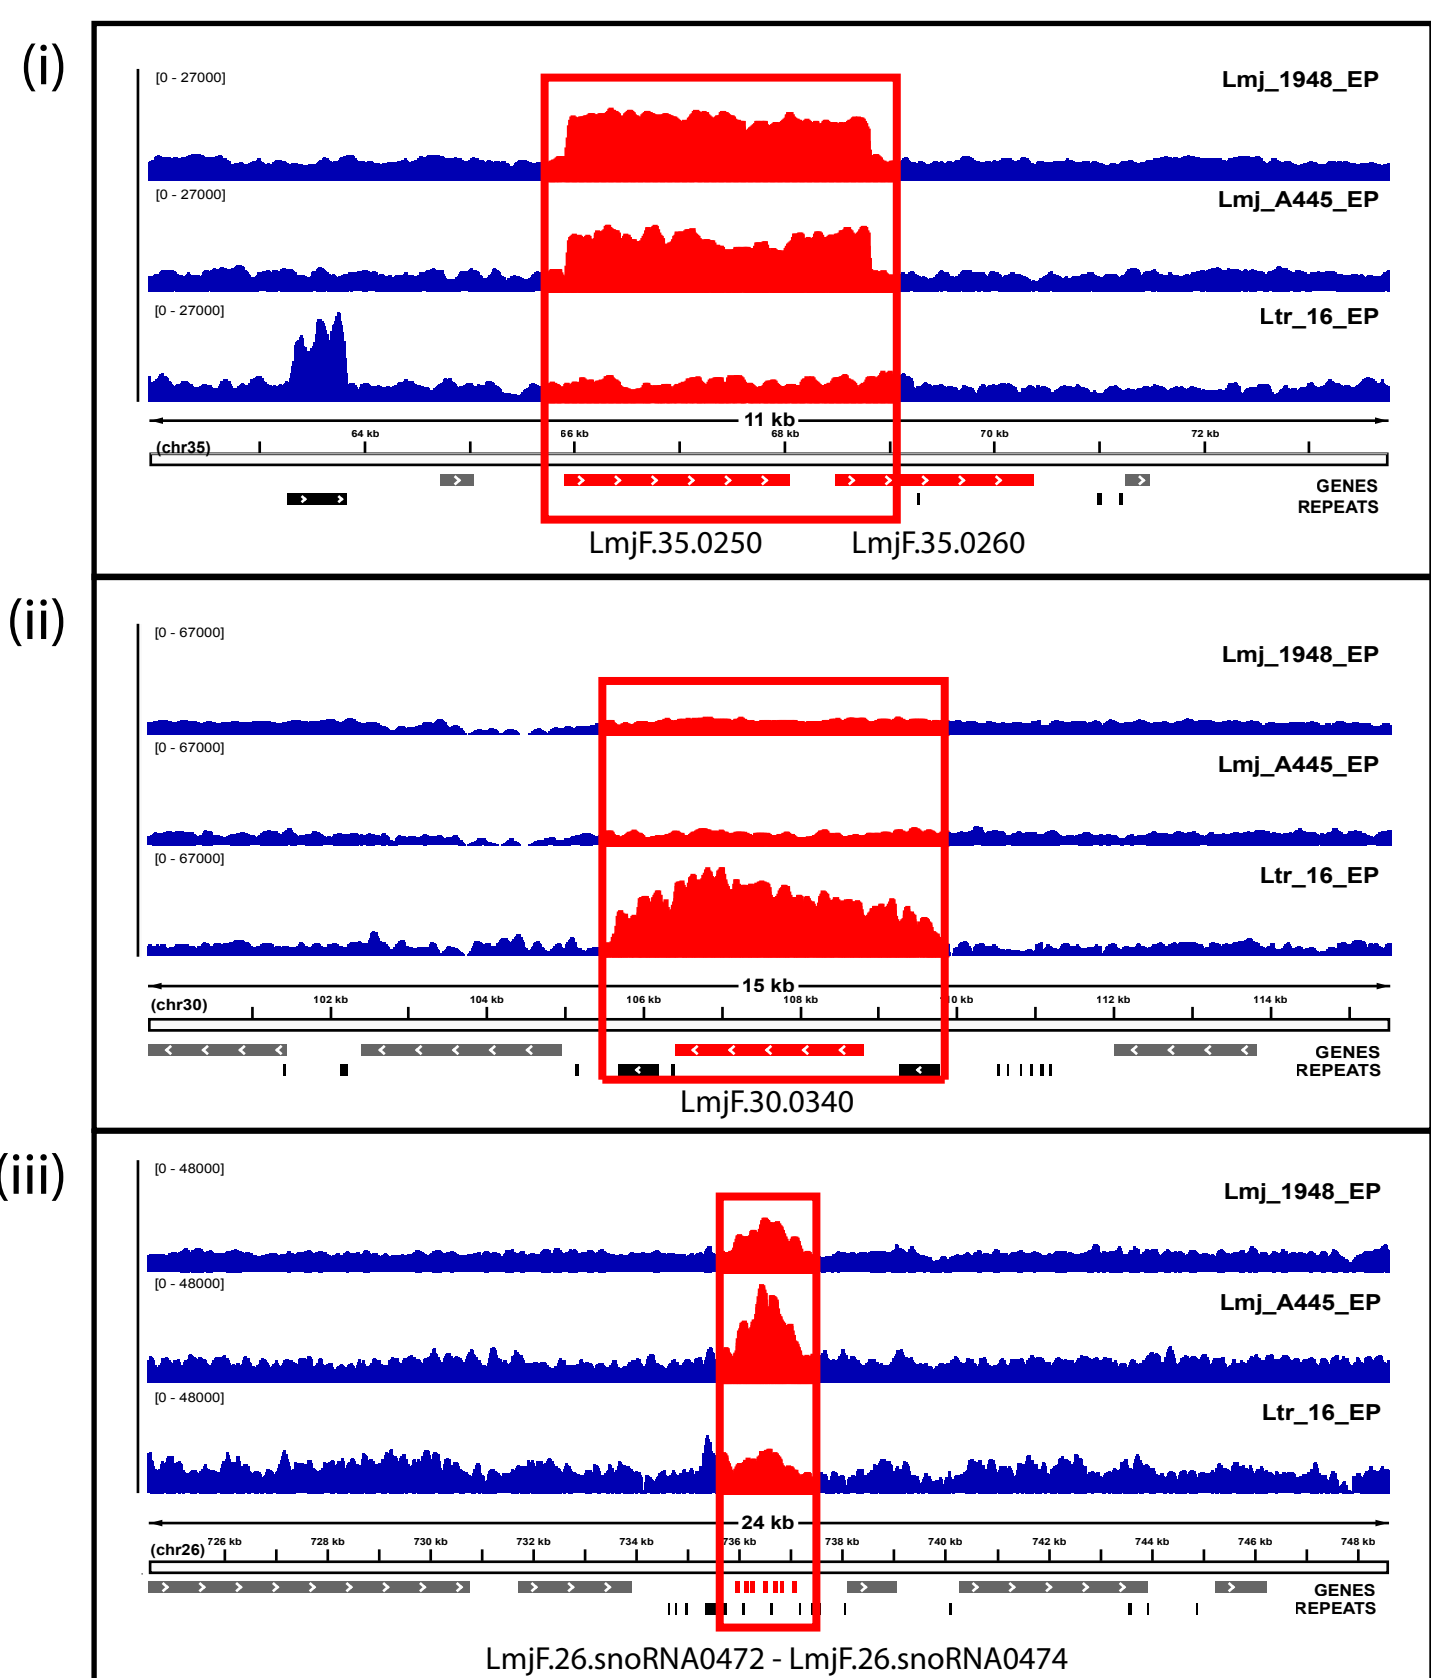 (i)
[0 - 27000]
Lmj_1948_EP
[0 - 27000]
Lmj_A445_EP
[0 - 27000]
Ltr_16_EP
11 kb
(chr35)
64 kb 66 kb 68 kb 70 kb 72 kb
GENES
REPEATS
LmjF.35.0250 LmjF.35.0260
(ii)
[0 - 67000]
Lmj_1948_EP
[0 - 67000]
Lmj_A445_EP
[0 - 67000]
Ltr_16_EP
15 kb
(chr30)
102 kb 104 kb 106 kb 108 kb 110 kb 112 kb 114 kb
GENES
REPEATS
LmjF.30.0340
(iii)
[0 - 48000]
Lmj_1948_EP
[0 - 48000]
Lmj_A445_EP
[0 - 48000]
Ltr_16_EP
24 kb
(chr26)
726 kb 728 kb 730 kb 732 kb 734 kb 736 kb 738 kb 740 kb 742 kb 744 kb 746 kb 748 kb
GENES
REPEATS
LmjF.26.snoRNA0472 - LmjF.26.snoRNA0474